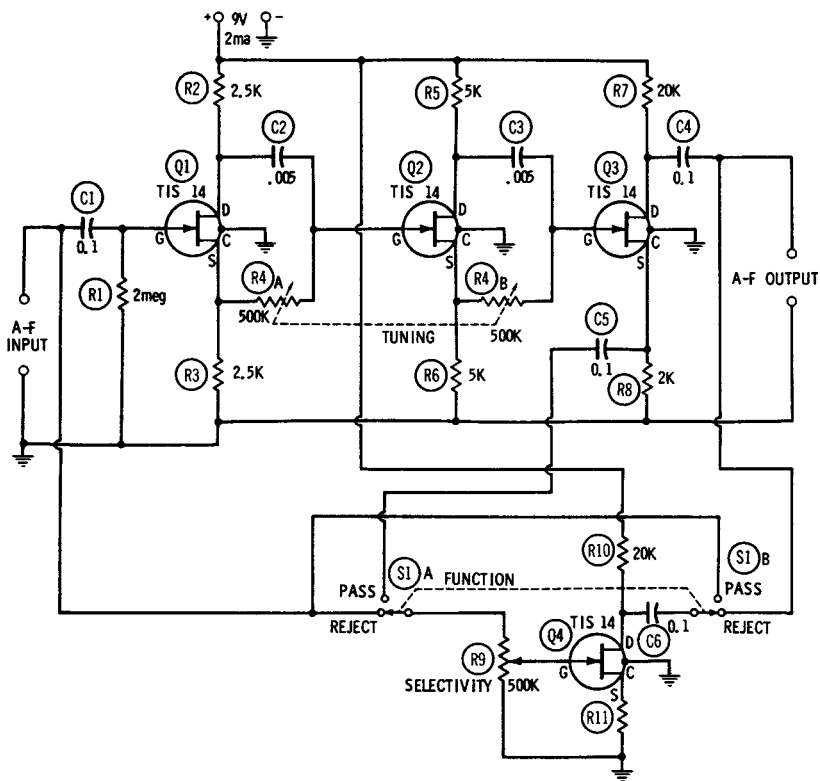 + 9V -
2ma
R2 2.5K
R5 5K
R7 20K
C2
.005
C3
.005
C4
0.1
Q1
TIS 14
Q2
TIS 14
Q3
TIS 14
C1
0.1
G D C S
G D C S
G D C S
R1 2meg
R4 A
500K
R4 B
500K
TUNING
A-F
INPUT
A-F OUTPUT
C5
0.1
R3 2.5K
R6 5K
R8 2K
R10 20K
S1 A
FUNCTION
S1 B
PASS
PASS
REJECT
REJECT
TIS 14
Q4
C6
0.1
R9
SELECTIVITY 500K
G D C S
R11